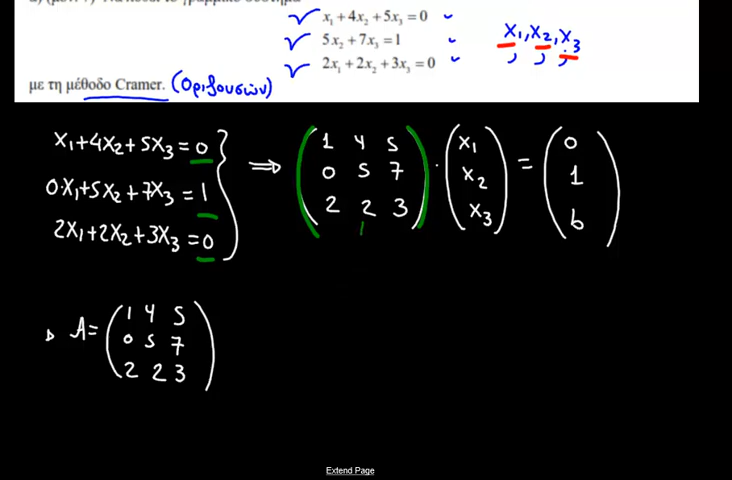 x₁+4x₂+5x₃=0
5x₂+7x₃=1
2x₁+2x₂+3x₃=0
x₁, x₂, x₃
; ; ;
με τη μέθοδο Cramer. (Οριζουσών)
x₁+4x₂+5x₃=0
0·x₁+5x₂+7x₃=1
2x₁+2x₂+3x₃=0
⇒
1 4 5
0 5 7
2 2 3
·
x₁
x₂
x₃
=
0
1
6
A=
1 4 5
0 5 7
2 2 3
Extend Page